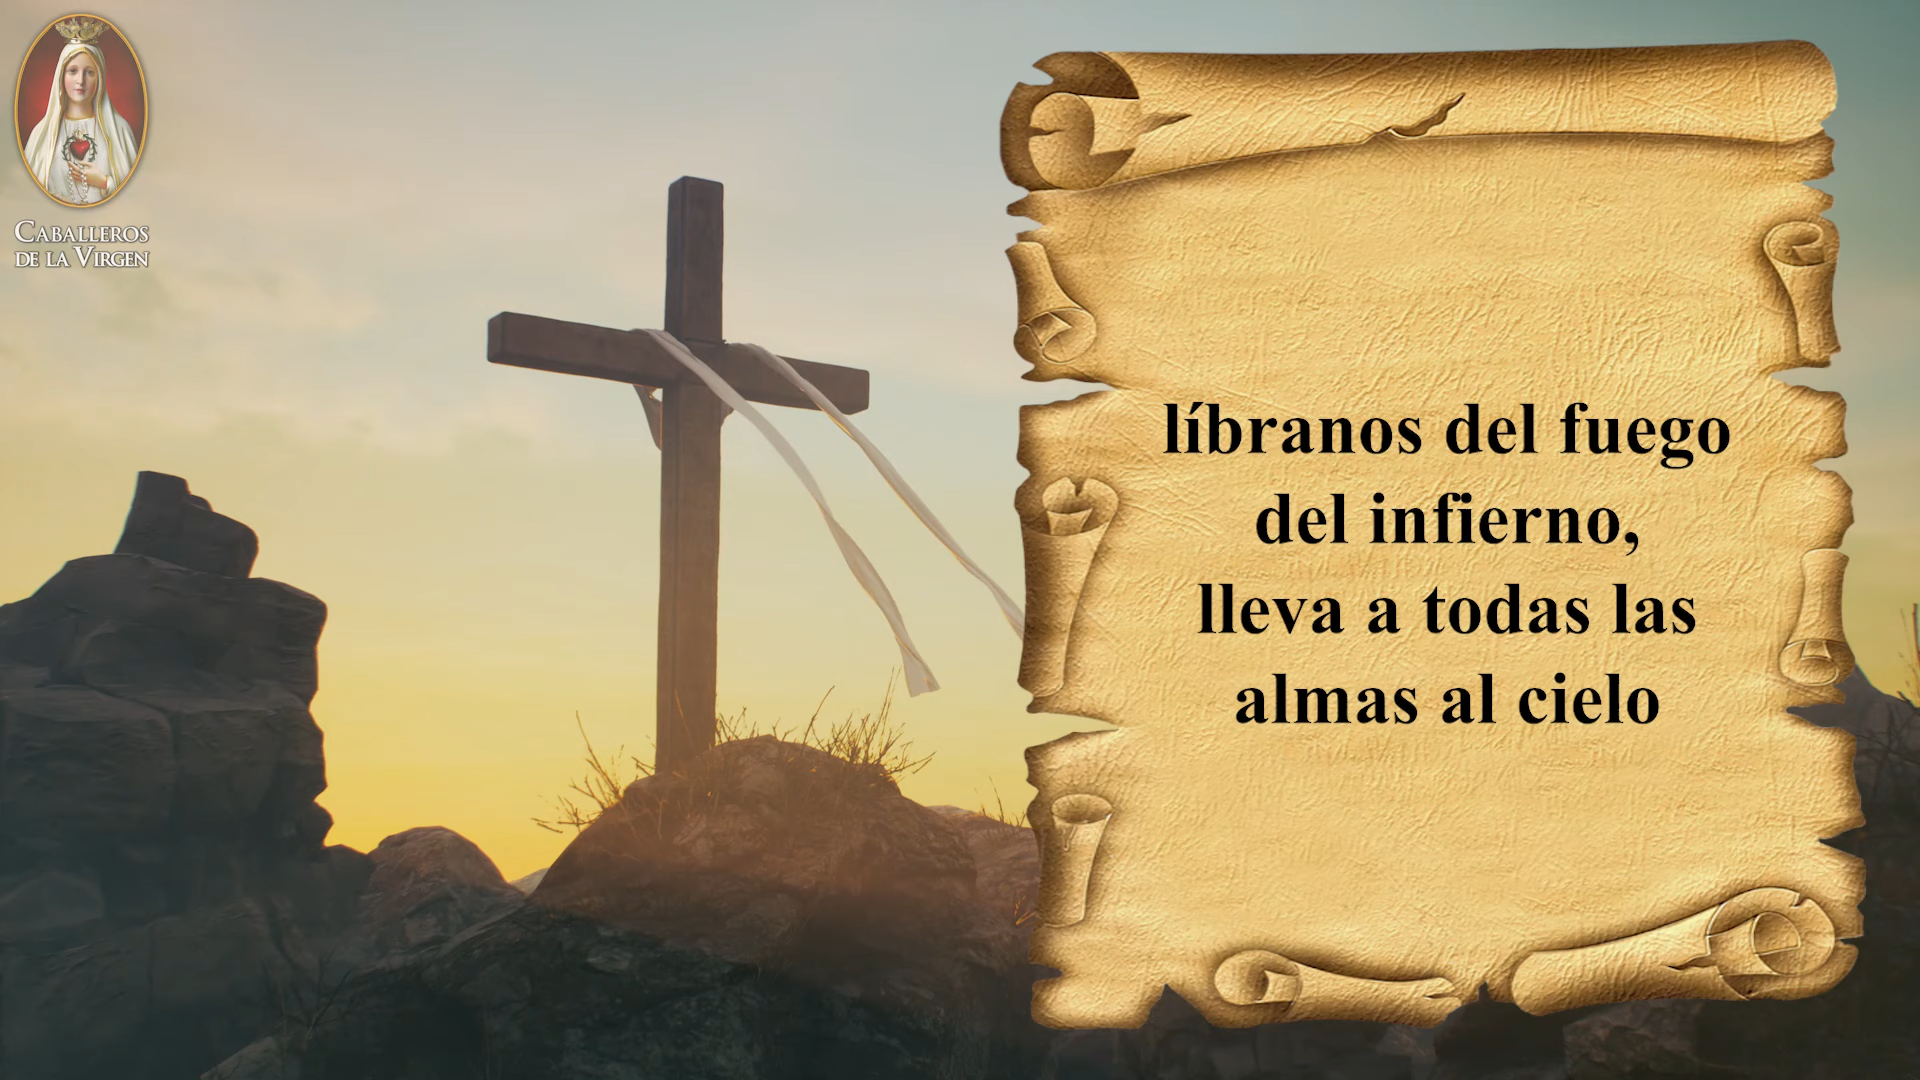 CABALLEROS
DE LA VIRGEN
líbranos del fuego
del infierno,
lleva a todas las
almas al cielo